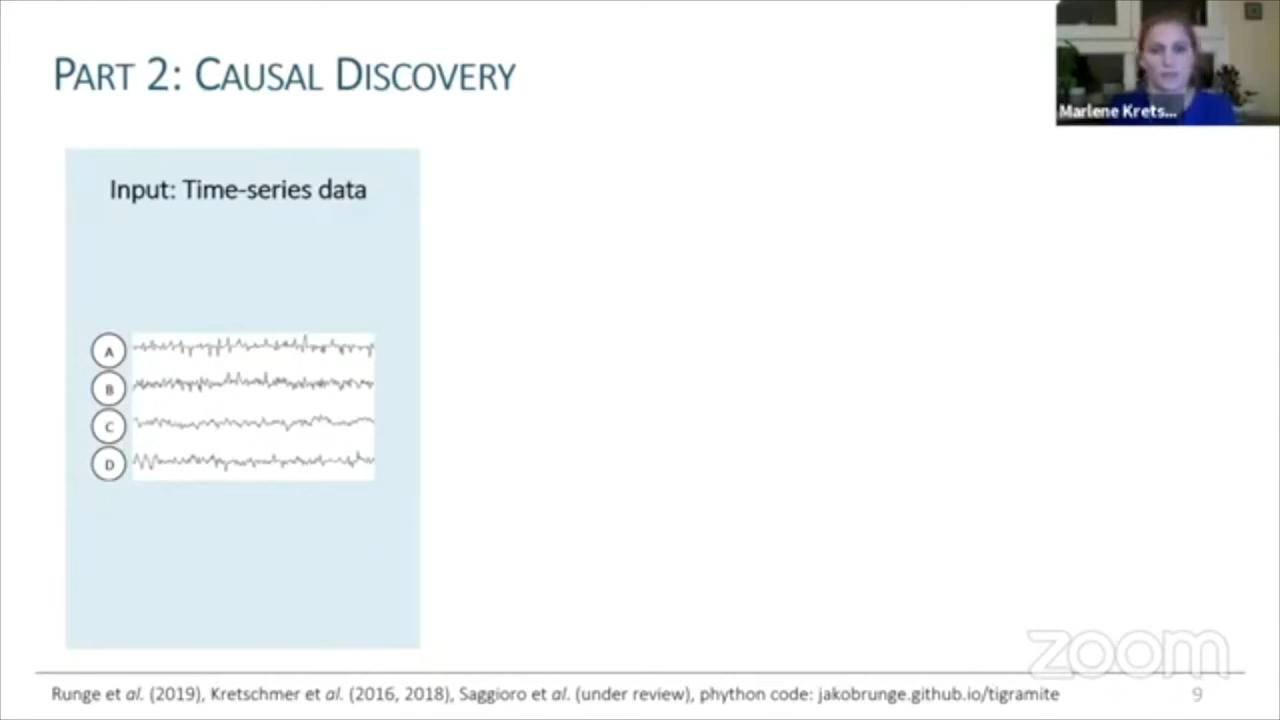 PART 2: CAUSAL DISCOVERY
Marlene Krets...
Input: Time-series data
A
B
C
D
zoom
Runge et al. (2019), Kretschmer et al. (2016, 2018), Saggioro et al. (under review), phython code: jakobrunge.github.io/tigramite
9